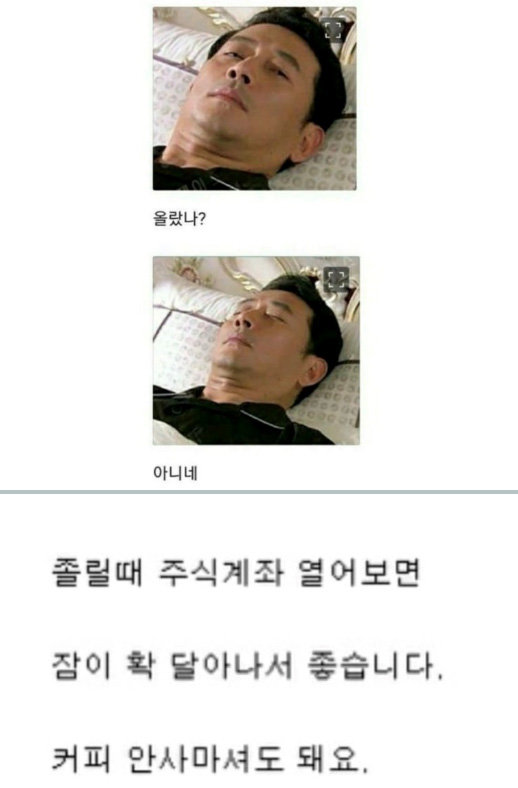 올랐나?
아니네
졸릴때 주식계좌 열어보면
잠이 확 달아나서 좋습니다.
커피 안사마셔도 돼요.